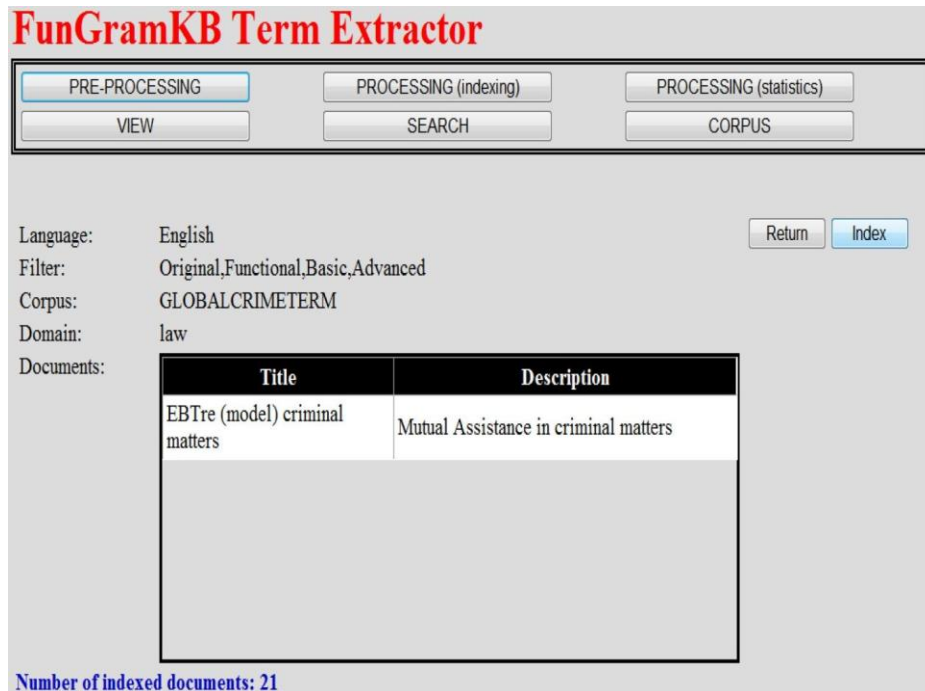 FunGramKB Term Extractor
PRE-PROCESSING PROCESSING (indexing) PROCESSING (statistics)
VIEW SEARCH CORPUS
Language: English Return Index
Filter: Original,Functional,Basic,Advanced
Corpus: GLOBALCRIMETERM
Domain: law
Documents:
Title Description
EBTre (model) criminal
matters
Mutual Assistance in criminal matters
Number of indexed documents: 21